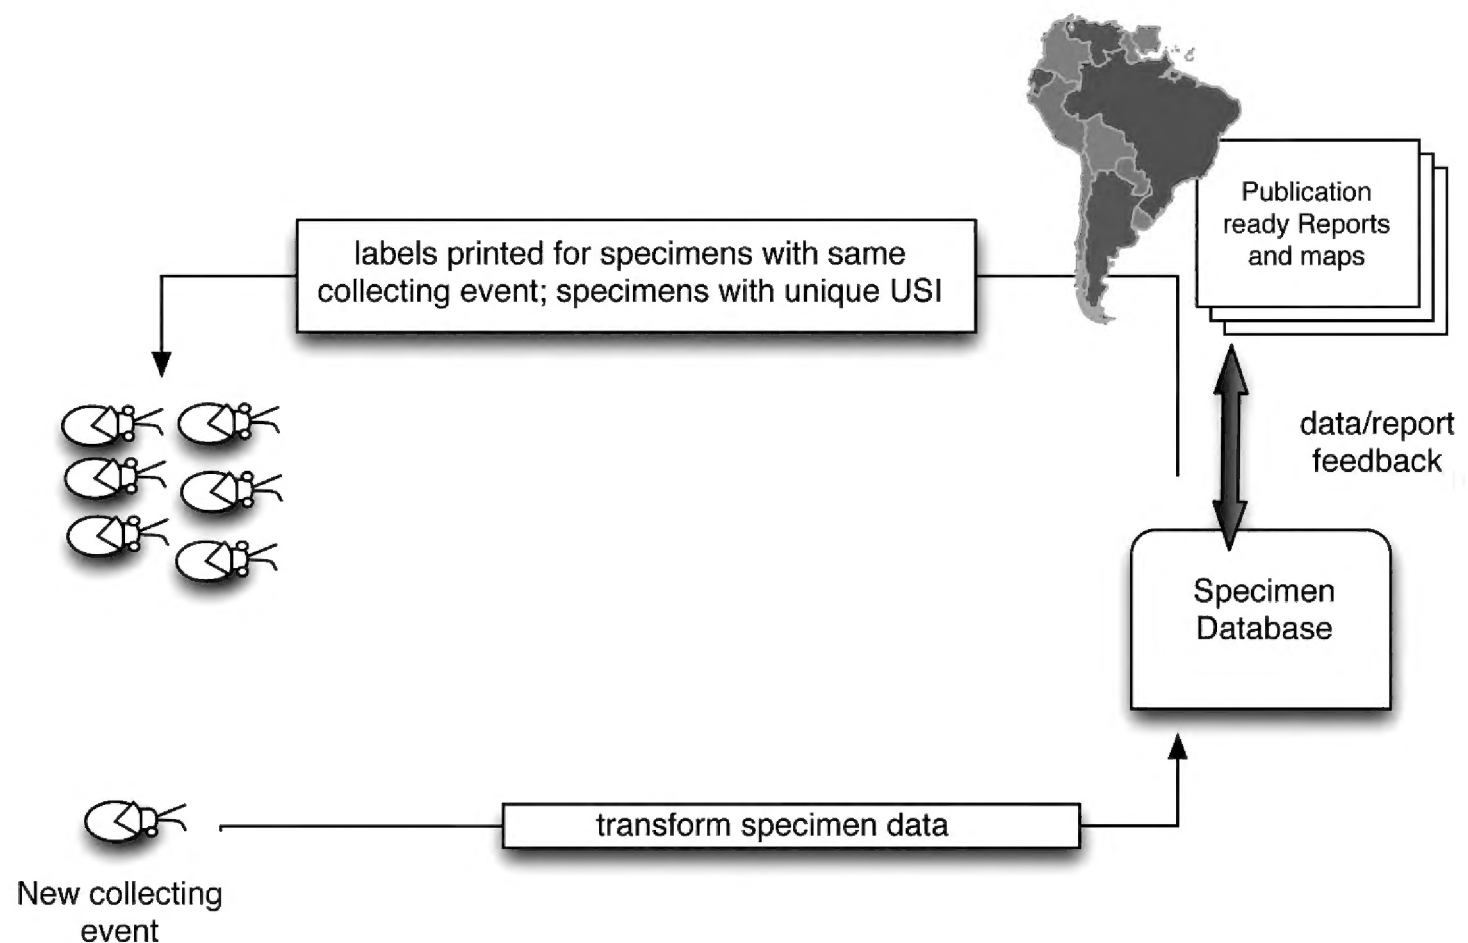 Publication
ready Reports
and maps
labels printed for specimens with same
collecting event; specimens with unique USI
data/report
feedback
Specimen
Database
transform specimen data
New collecting
event